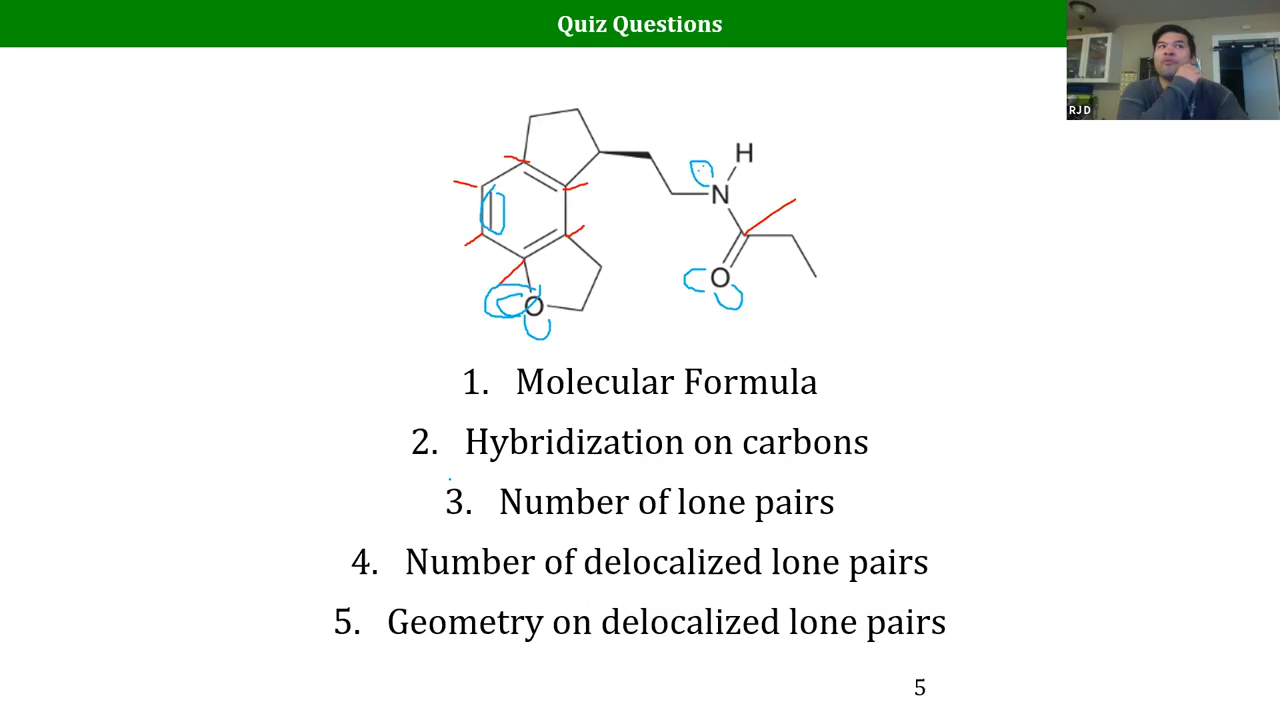 Quiz Questions
RJD
H
N
O
O
1. Molecular Formula
2. Hybridization on carbons
3. Number of lone pairs
4. Number of delocalized lone pairs
5. Geometry on delocalized lone pairs
5